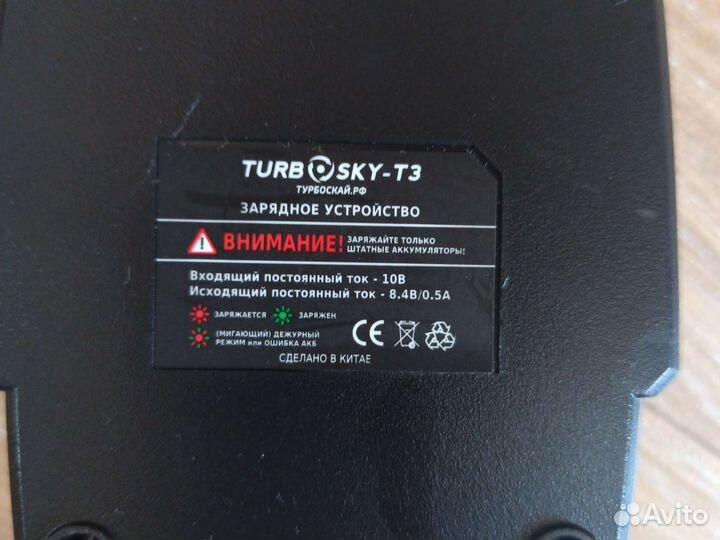 TURBOSKY-T3
ТУРБОСКАЙ.РФ
ЗАРЯДНОЕ УСТРОЙСТВО
ВНИМАНИЕ! ЗАРЯЖАЙТЕ ТОЛЬКО
ШТАТНЫЕ АККУМУЛЯТОРЫ!
Входящий постоянный ток - 10В
Исходящий постоянный ток - 8.4В/0.5А
ЗАРЯЖАЕТСЯ ЗАРЯЖЕН
(МИГАЮЩИЙ) ДЕЖУРНЫЙ
РЕЖИМ или ОШИБКА АКБ
CE
СДЕЛАНО В КИТАЕ
Avito